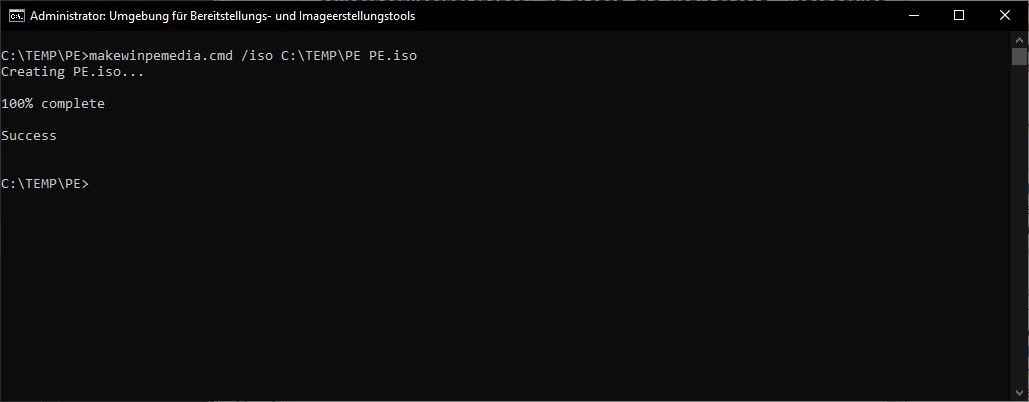 Administrator: Umgebung für Bereitstellungs- und Imageerstellungstools
C:\TEMP\PE>makewinpemedia.cmd /iso C:\TEMP\PE PE.iso
Creating PE.iso...
100% complete
Success
C:\TEMP\PE>